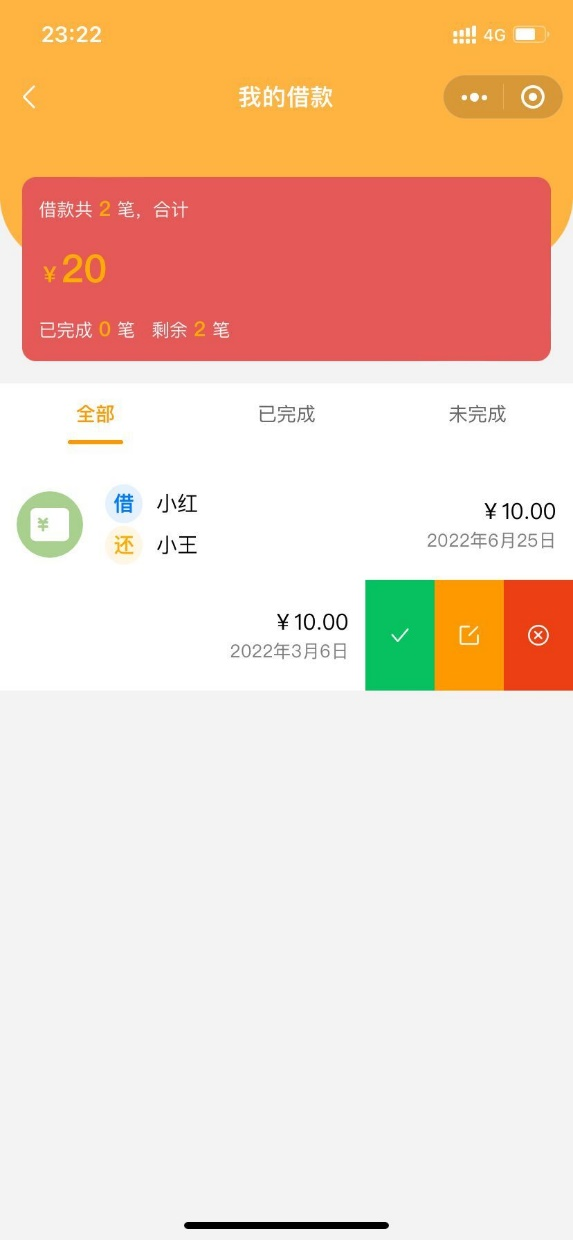 23:22 4G
我的借款
借款共 2 笔，合计
¥20
已完成 0 笔 剩余 2 笔
全部 已完成 未完成
¥
借 小红
还 小王
¥10.00
2022年6月25日
¥10.00
2022年3月6日